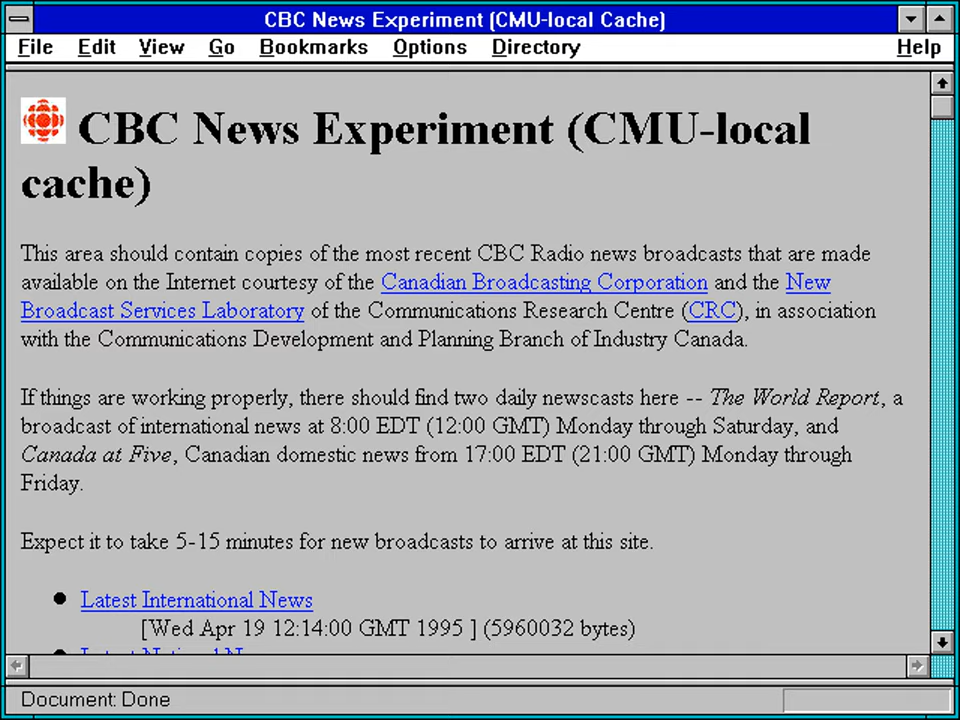 CBC News Experiment (CMU-local Cache)
File Edit View Go Bookmarks Options Directory Help
CBC News Experiment (CMU-local
cache)
This area should contain copies of the most recent CBC Radio news broadcasts that are made
available on the Internet courtesy of the Canadian Broadcasting Corporation and the New
Broadcast Services Laboratory of the Communications Research Centre (CRC), in association
with the Communications Development and Planning Branch of Industry Canada.
If things are working properly, there should find two daily newscasts here -- The World Report, a
broadcast of international news at 8:00 EDT (12:00 GMT) Monday through Saturday, and
Canada at Five, Canadian domestic news from 17:00 EDT (21:00 GMT) Monday through
Friday.
Expect it to take 5-15 minutes for new broadcasts to arrive at this site.
Latest International News
[Wed Apr 19 12:14:00 GMT 1995 ] (5960032 bytes)
Latest National
Document: Done